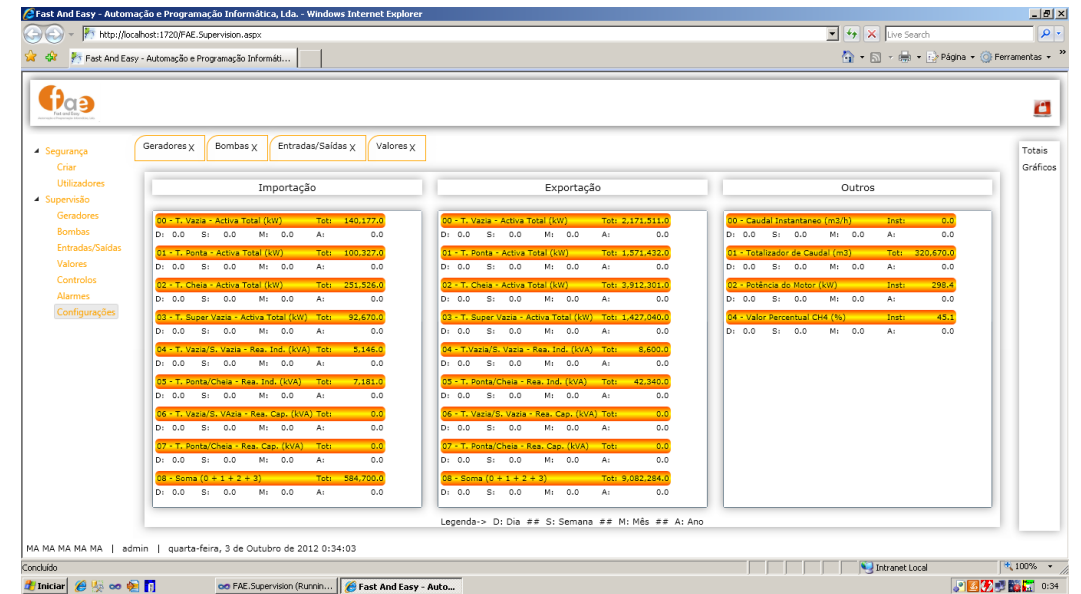 Fast And Easy - Automação e Programação Informática, Lda. - Windows Internet Explorer
http://localhost:1720/FAE.Supervision.aspx
Live Search
Fast And Easy - Automação e Programação Informáti...
Página
Ferramentas
fae
Fast and Easy
Segurança
Criar
Utilizadores
Supervisão
Geradores
Bombas
Entradas/Saídas
Valores
Controlos
Alarmes
Configurações
Geradores X
Bombas X
Entradas/Saídas X
Valores X
Totais
Gráficos
Importação
00 - T. Vazia - Activa Total (kW) Tot: 140,177.0
D: 0.0 S: 0.0 M: 0.0 A: 0.0
01 - T. Ponta - Activa Total (kW) Tot: 100,327.0
D: 0.0 S: 0.0 M: 0.0 A: 0.0
02 - T. Cheia - Activa Total (kW) Tot: 251,526.0
D: 0.0 S: 0.0 M: 0.0 A: 0.0
03 - T. Super Vazia - Activa Total (kW) Tot: 92,670.0
D: 0.0 S: 0.0 M: 0.0 A: 0.0
04 - T. Vazia/S. Vazia - Rea. Ind. (kVA) Tot: 5,146.0
D: 0.0 S: 0.0 M: 0.0 A: 0.0
05 - T. Ponta/Cheia - Rea. Ind. (kVA) Tot: 7,181.0
D: 0.0 S: 0.0 M: 0.0 A: 0.0
06 - T. Vazia/S. VAzia - Rea. Cap. (kVA) Tot: 0.0
D: 0.0 S: 0.0 M: 0.0 A: 0.0
07 - T. Ponta/Cheia - Rea. Cap. (kVA) Tot: 0.0
D: 0.0 S: 0.0 M: 0.0 A: 0.0
08 - Soma (0 + 1 + 2 + 3) Tot: 584,700.0
D: 0.0 S: 0.0 M: 0.0 A: 0.0
Exportação
00 - T. Vazia - Activa Total (kW) Tot: 2,171,511.0
D: 0.0 S: 0.0 M: 0.0 A: 0.0
01 - T. Ponta - Activa Total (kW) Tot: 1,571,432.0
D: 0.0 S: 0.0 M: 0.0 A: 0.0
02 - T. Cheia - Activa Total (kW) Tot: 3,912,301.0
D: 0.0 S: 0.0 M: 0.0 A: 0.0
03 - T. Super Vazia - Activa Total (kW) Tot: 1,427,040.0
D: 0.0 S: 0.0 M: 0.0 A: 0.0
04 - T.Vazia/S. Vazia - Rea. Ind. (kVA) Tot: 8,600.0
D: 0.0 S: 0.0 M: 0.0 A: 0.0
05 - T. Ponta/Cheia - Rea. Ind. (kVA) Tot: 42,340.0
D: 0.0 S: 0.0 M: 0.0 A: 0.0
06 - T. Vazia/S. Vazia - Rea. Cap. (kVA) Tot: 0.0
D: 0.0 S: 0.0 M: 0.0 A: 0.0
07 - T. Ponta/Cheia - Rea. Cap. (kVA) Tot: 0.0
D: 0.0 S: 0.0 M: 0.0 A: 0.0
08 - Soma (0 + 1 + 2 + 3) Tot: 9,082,284.0
D: 0.0 S: 0.0 M: 0.0 A: 0.0
Outros
00 - Caudal Instantaneo (m3/h) Inst: 0.0
D: 0.0 S: 0.0 M: 0.0 A: 0.0
01 - Totalizador de Caudal (m3) Tot: 320,670.0
D: 0.0 S: 0.0 M: 0.0 A: 0.0
02 - Potência do Motor (kW) Inst: 298.4
D: 0.0 S: 0.0 M: 0.0 A: 0.0
04 - Valor Percentual CH4 (%) Inst: 45.1
D: 0.0 S: 0.0 M: 0.0 A: 0.0
Legenda-> D: Dia ## S: Semana ## M: Mês ## A: Ano
MA MA MA MA MA | admin | quarta-feira, 3 de Outubro de 2012 0:34:03
Concluído
Intranet Local
100%
Iniciar
FAE.Supervision (Runnin...
Fast And Easy - Auto...
0:34